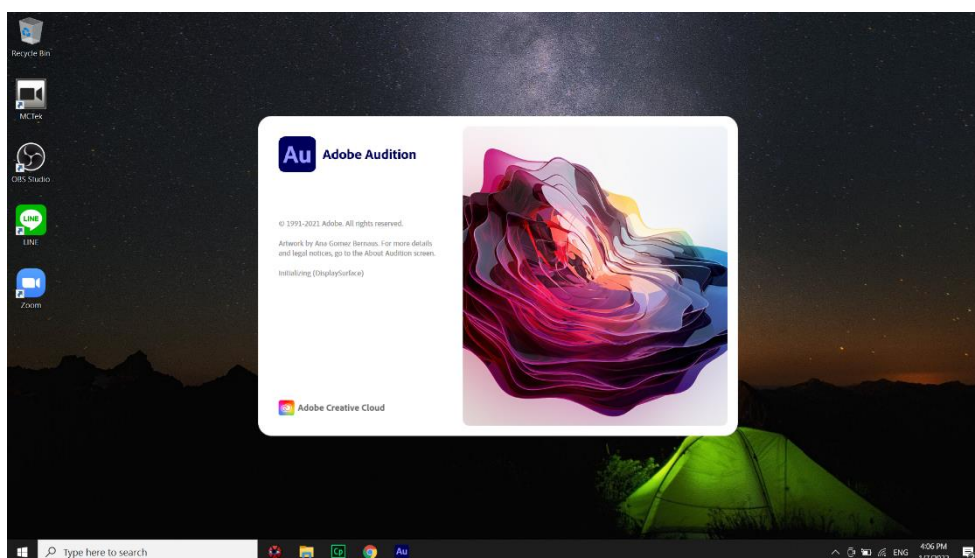 Recycle Bin
MCTek
OBS Studio
LINE
LINE
Zoom
Au Adobe Audition
© 1991-2021 Adobe. All rights reserved.
Artwork by Ana Gomez Bernaus. For more details
and legal notices, go to the About Audition screen.
Initializing (DisplaySurface)
Adobe Creative Cloud
Type here to search
Cp
Au
ENG
4:06 PM